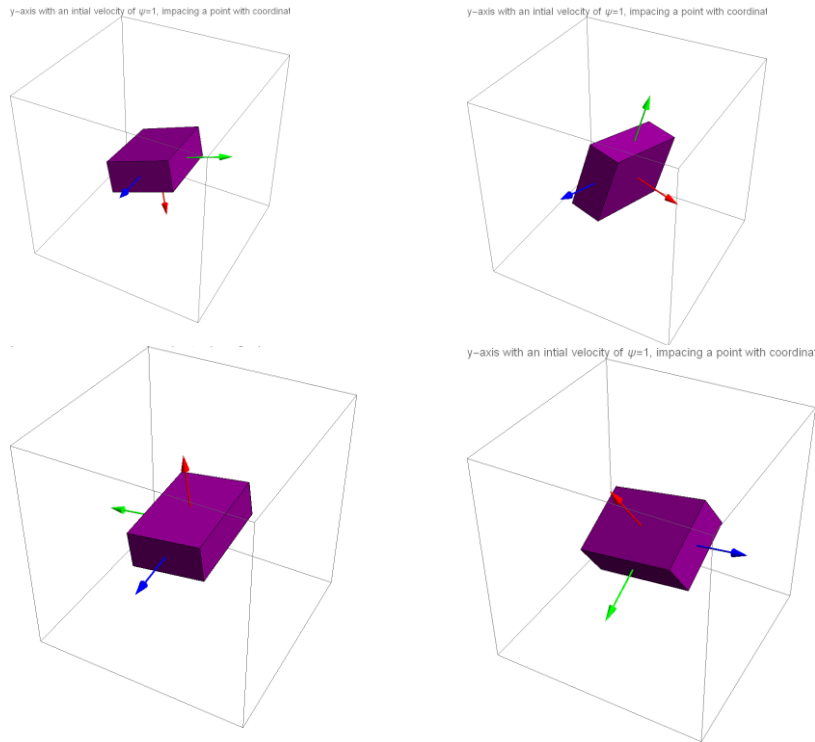 y-axis with an intial velocity of ψ=1, impacing a point with coordinat
y-axis with an intial velocity of ψ=1, impacing a point with coordinat
y-axis with an intial velocity of ψ=1, impacing a point with coordinat